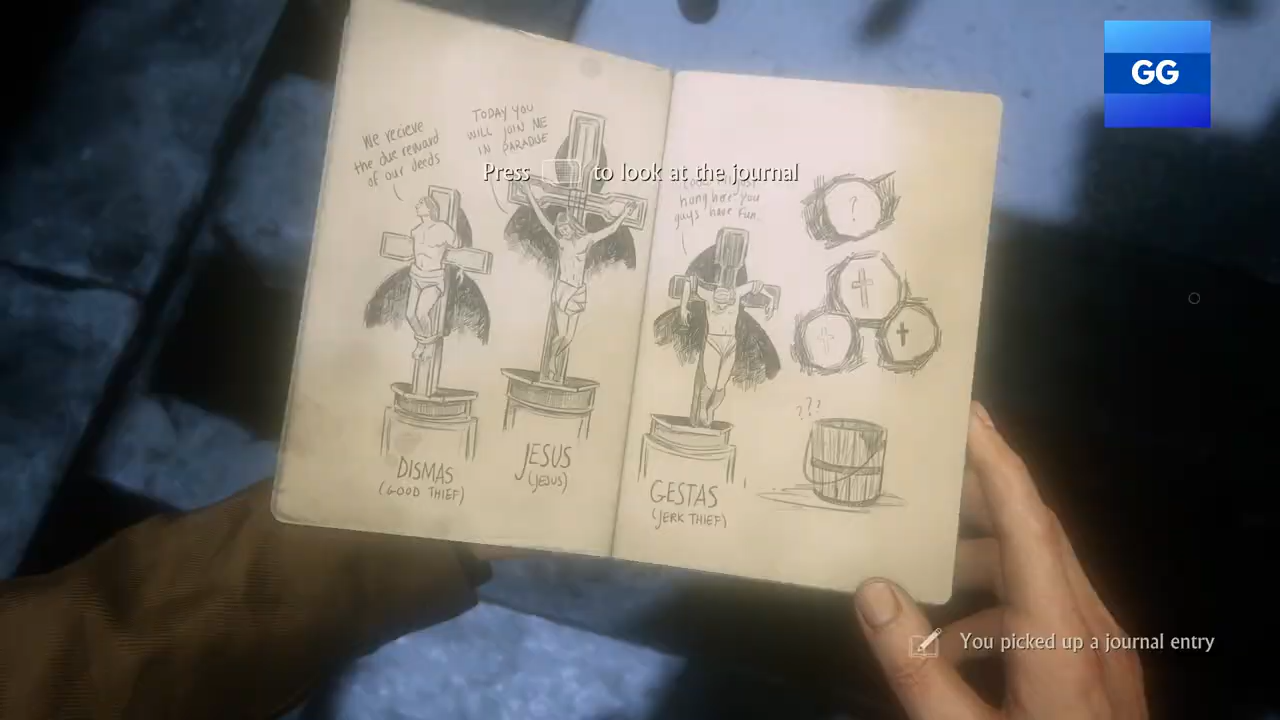 GG
We recieve
the due reward
of our deeds
TODAY YOU
WILL JOIN ME
IN PARADISE
Press to look at the journal
hung here you
guys have fun.
?
???
DISMAS
(GOOD THIEF)
JESUS
(JESUS)
GESTAS
(JERK THIEF)
You picked up a journal entry